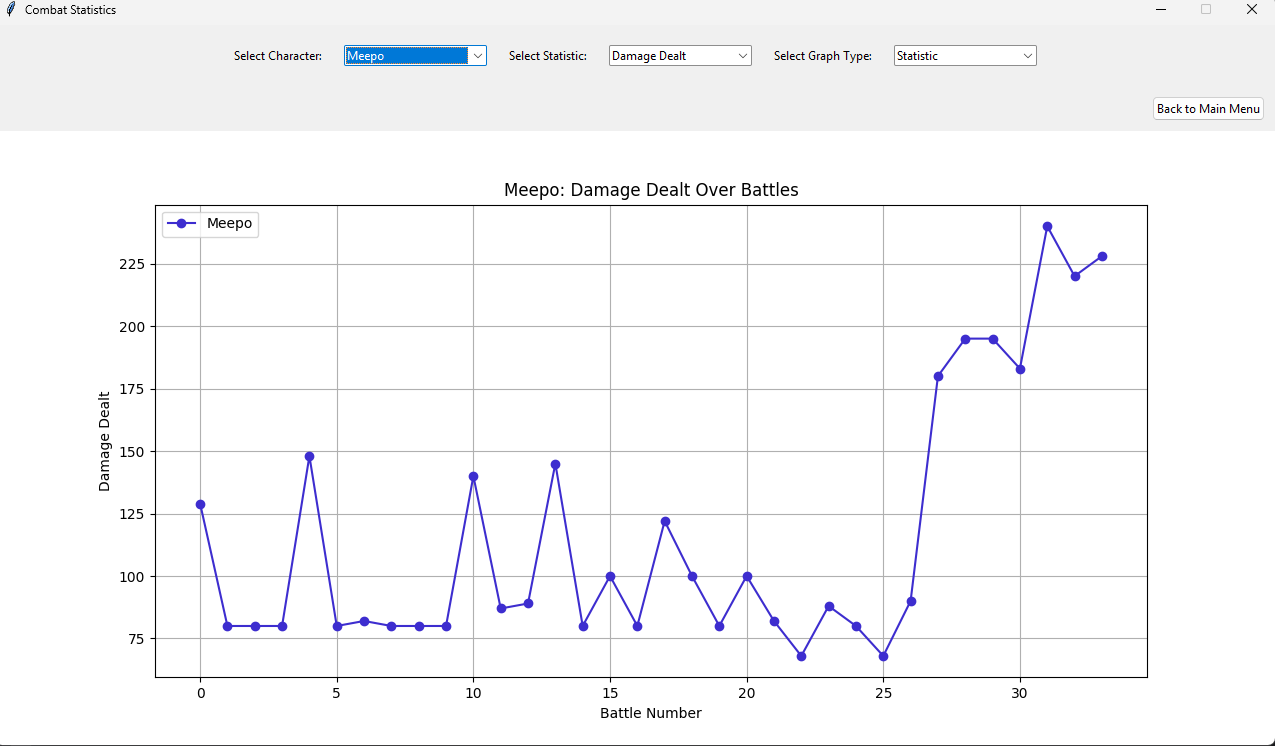 Combat Statistics
Select Character: Meepo Select Statistic: Damage Dealt Select Graph Type: Statistic
Back to Main Menu
Meepo: Damage Dealt Over Battles
Meepo
225
200
175
150
125
100
75
Damage Dealt
0 5 10 15 20 25 30
Battle Number